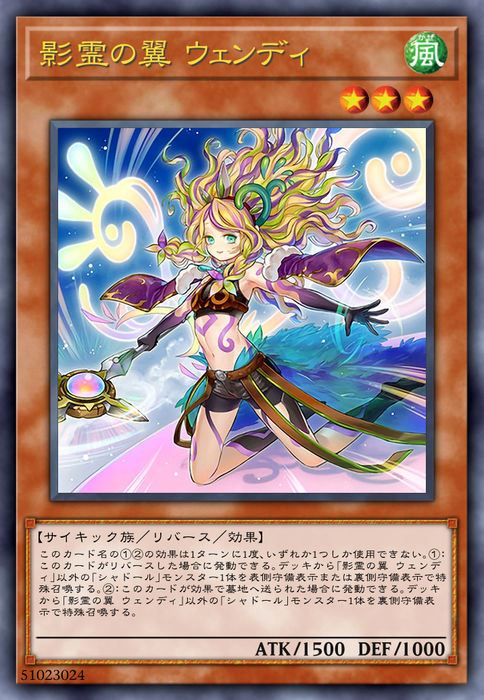 影霊の翼 ウェンディ
かぜ
風
【サイキック族／リバース／効果】
このカード名の①②の効果は1ターンに1度、いずれか1つしか使用できない。①：
このカードがリバースした場合に発動できる。デッキから「影霊の翼 ウェンデ
ィ」以外の「シャドール」モンスター1体を表側守備表示または裏側守備表示で特
殊召喚する。②：このカードが効果で墓地へ送られた場合に発動できる。デッキ
から「影霊の翼 ウェンディ」以外の「シャドール」モンスター1体を裏側守備表
示で特殊召喚する。
ATK/1500 DEF/1000
51023024